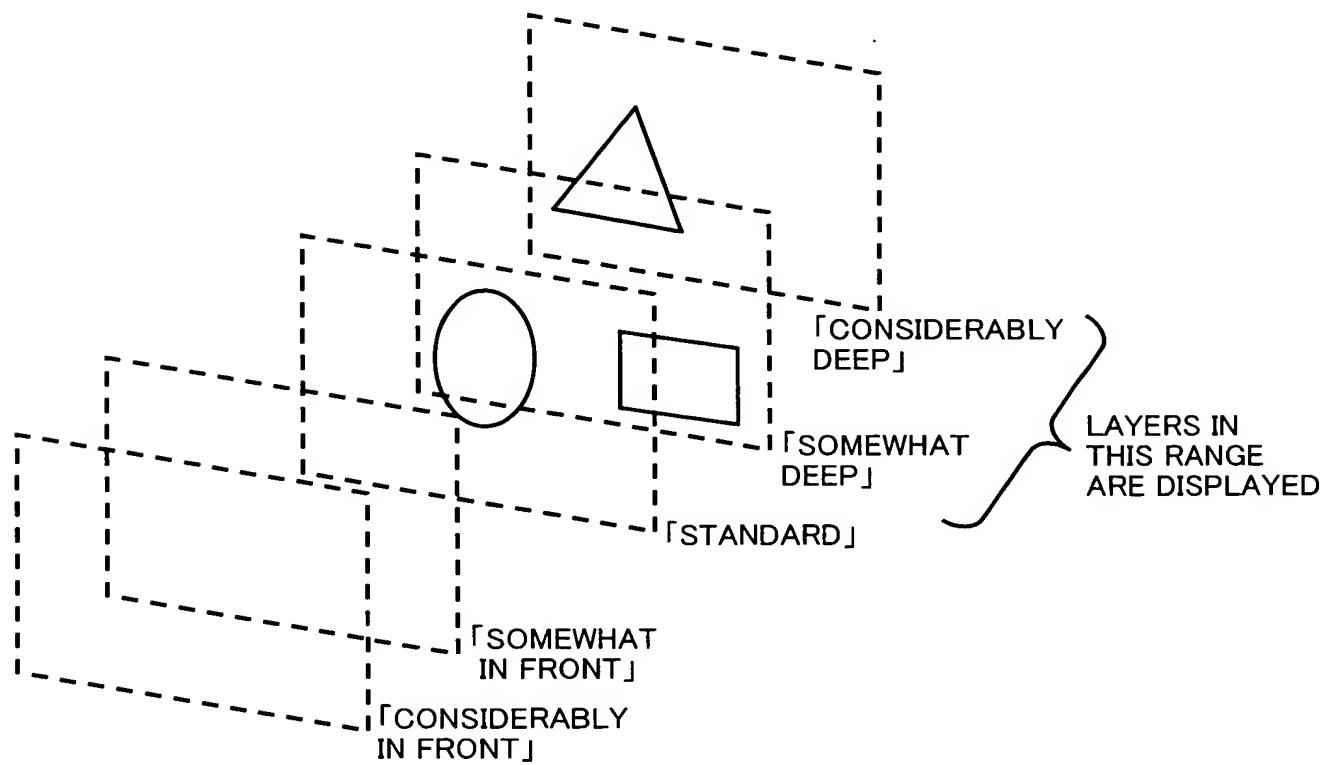 「CONSIDERABLY
DEEP」
「SOMEWHAT
DEEP」
「STANDARD」
LAYERS IN
THIS RANGE
ARE DISPLAYED
「SOMEWHAT
IN FRONT」
「CONSIDERABLY
IN FRONT」